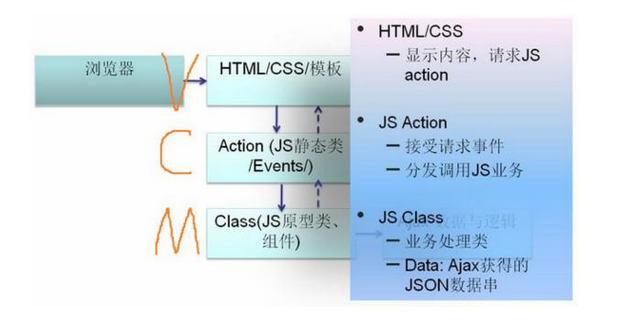 浏览器
V
HTML/CSS/模板
C
Action (JS静态类
/Events/)
M
Class(JS原型类、
组件)
Ajax 数据与逻辑
• HTML/CSS
– 显示内容，请求JS
action
• JS Action
– 接受请求事件
– 分发调用JS业务
• JS Class
– 业务处理类
– Data: Ajax获得的
JSON数据串